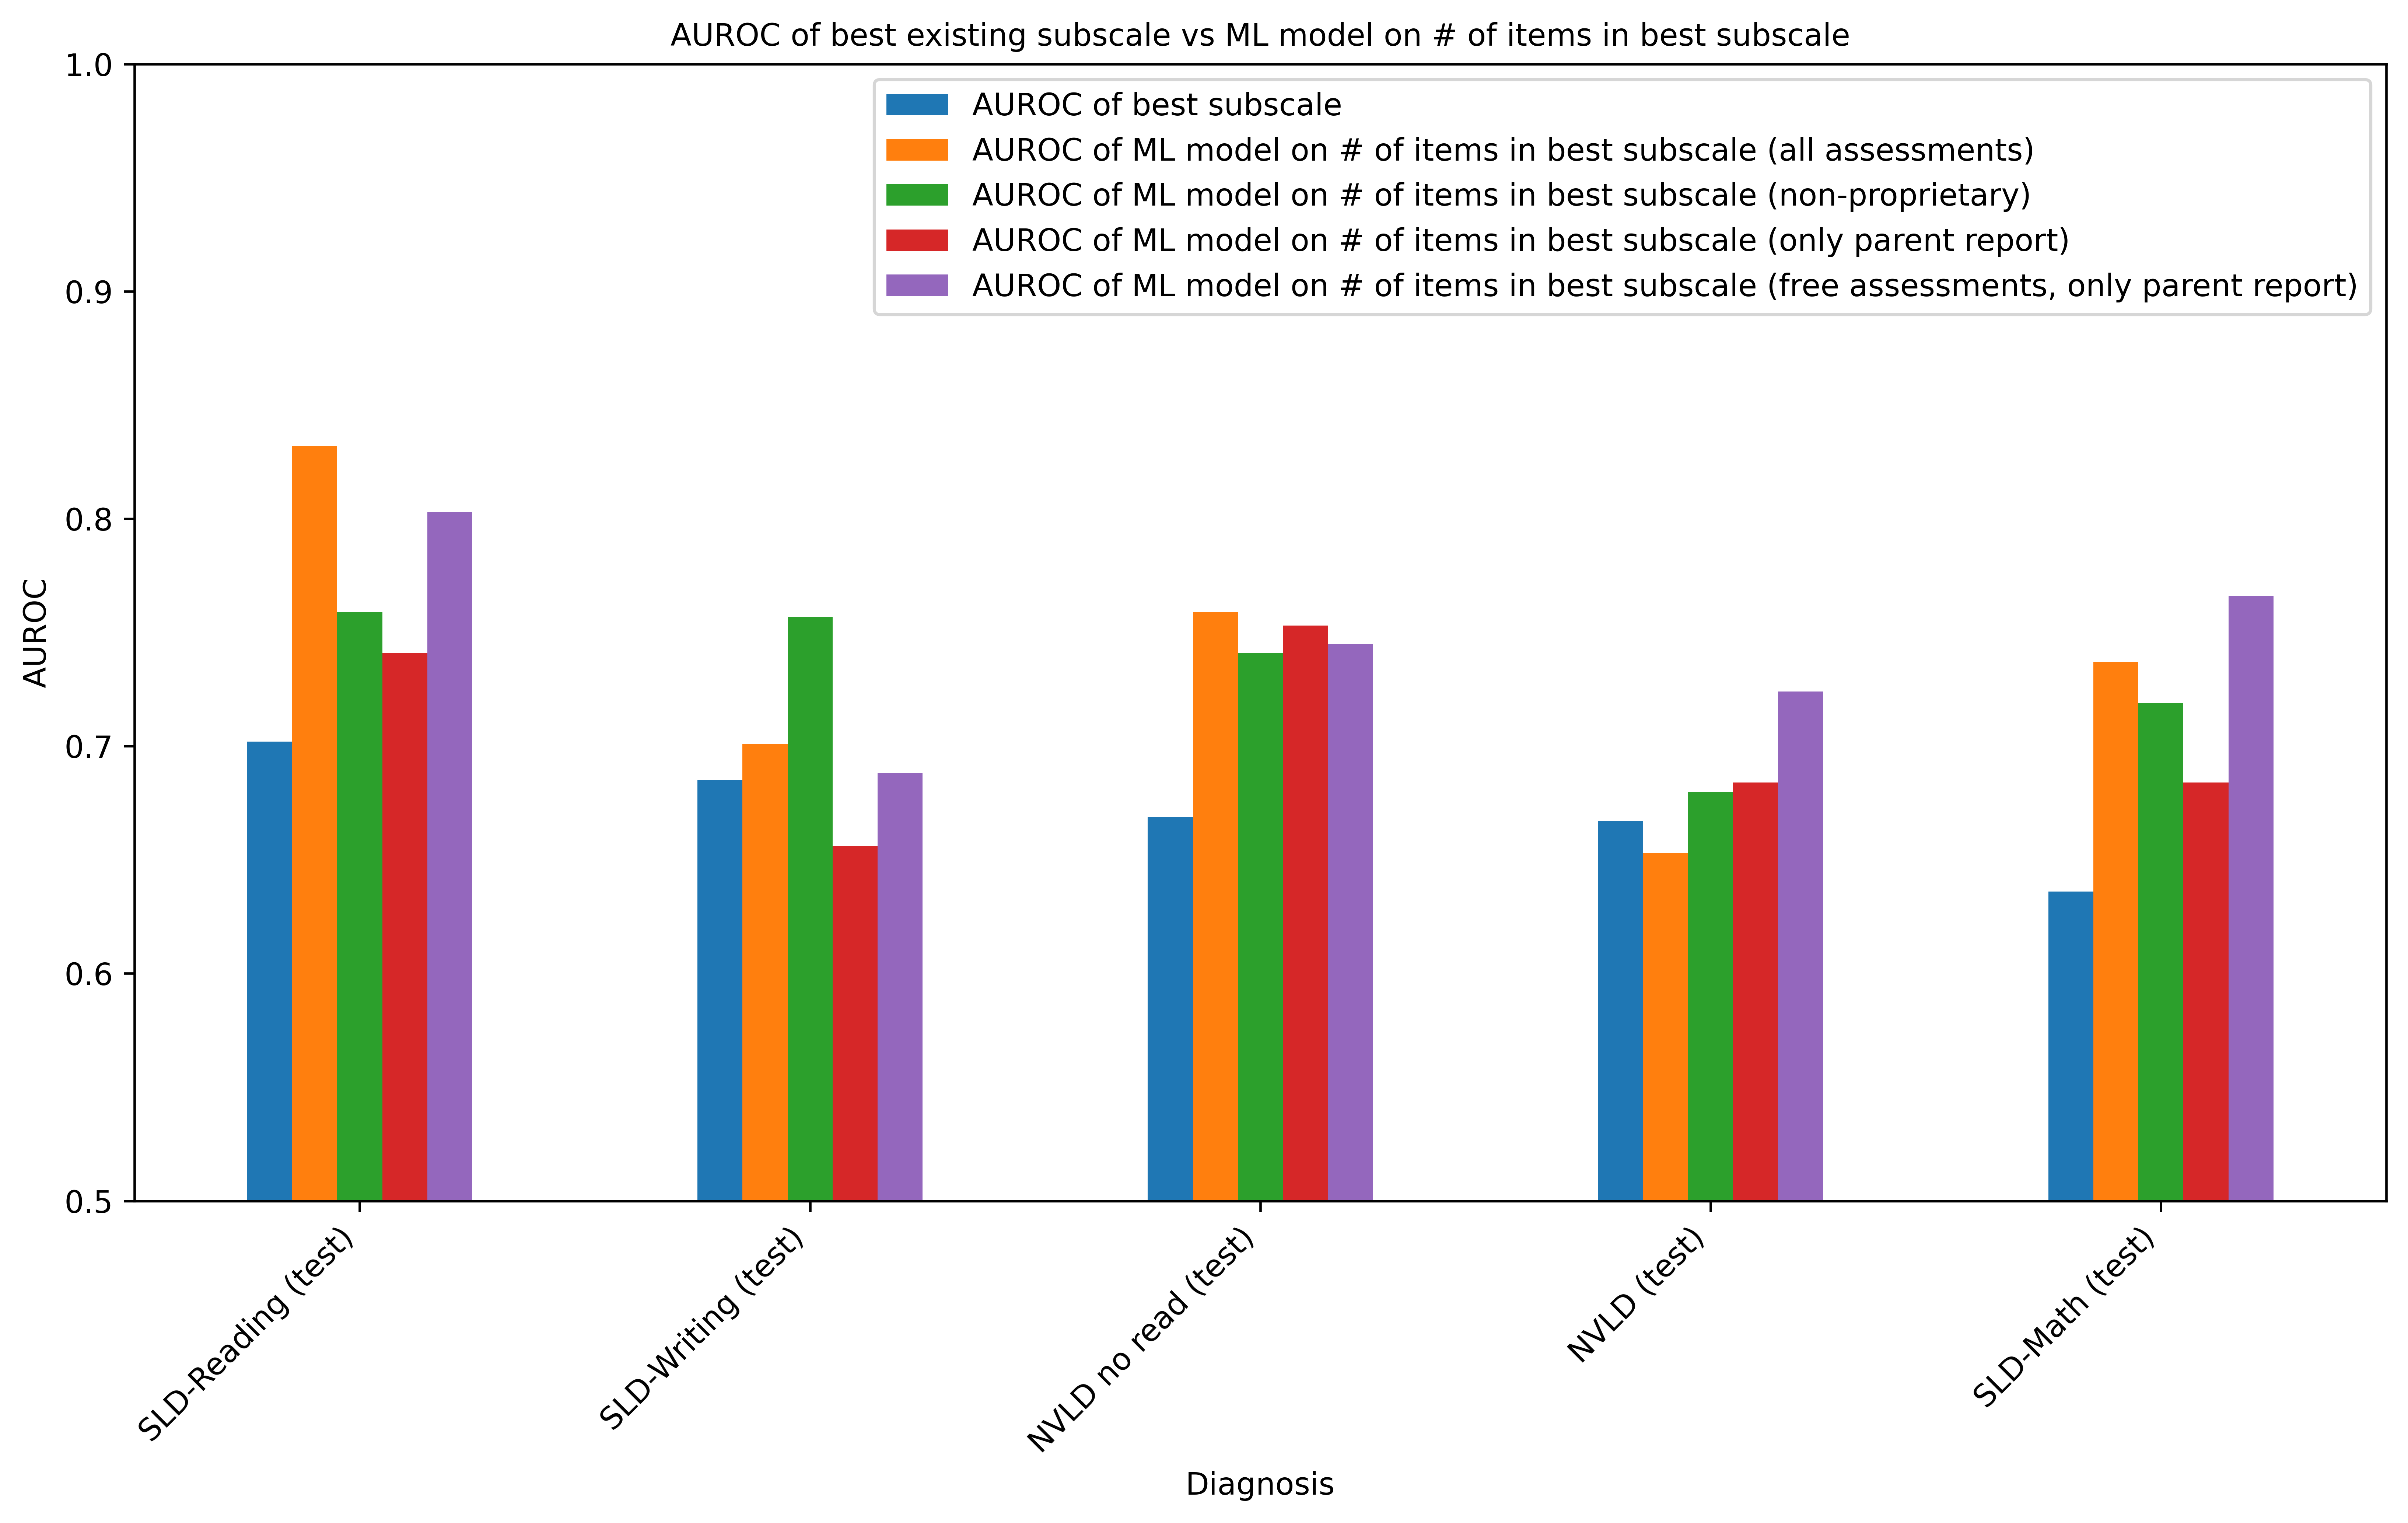 AUROC of best existing subscale vs ML model on # of items in best subscale
1.0
0.9
0.8
0.7
0.6
0.5
AUROC
AUROC of best subscale
AUROC of ML model on # of items in best subscale (all assessments)
AUROC of ML model on # of items in best subscale (non-proprietary)
AUROC of ML model on # of items in best subscale (only parent report)
AUROC of ML model on # of items in best subscale (free assessments, only parent report)
SLD-Reading (test)
SLD-Writing (test)
NVLD no read (test)
NVLD (test)
SLD-Math (test)
Diagnosis